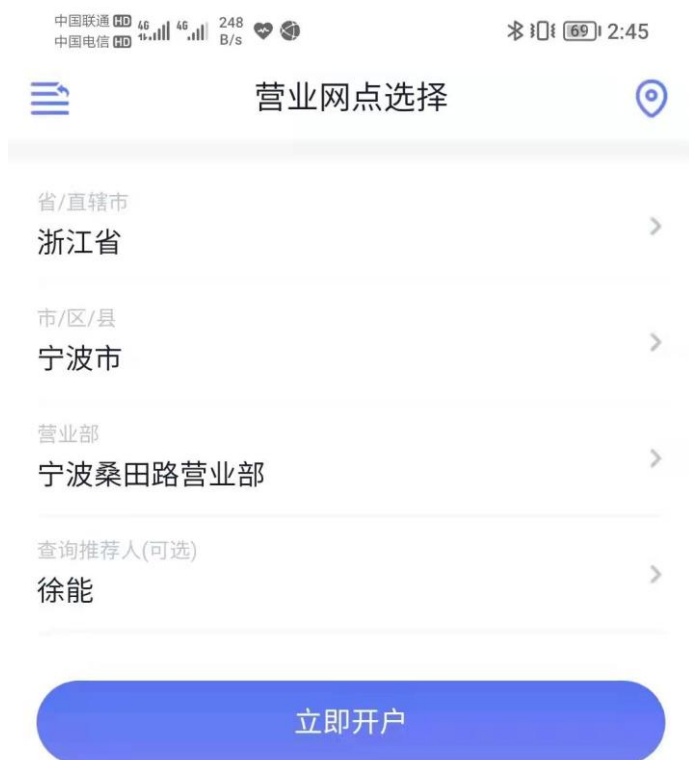 中国联通 HD 4G 4G 248
中国电信 HD B/s 69 2:45
营业网点选择
省/直辖市
浙江省
市/区/县
宁波市
营业部
宁波桑田路营业部
查询推荐人(可选)
徐能
立即开户